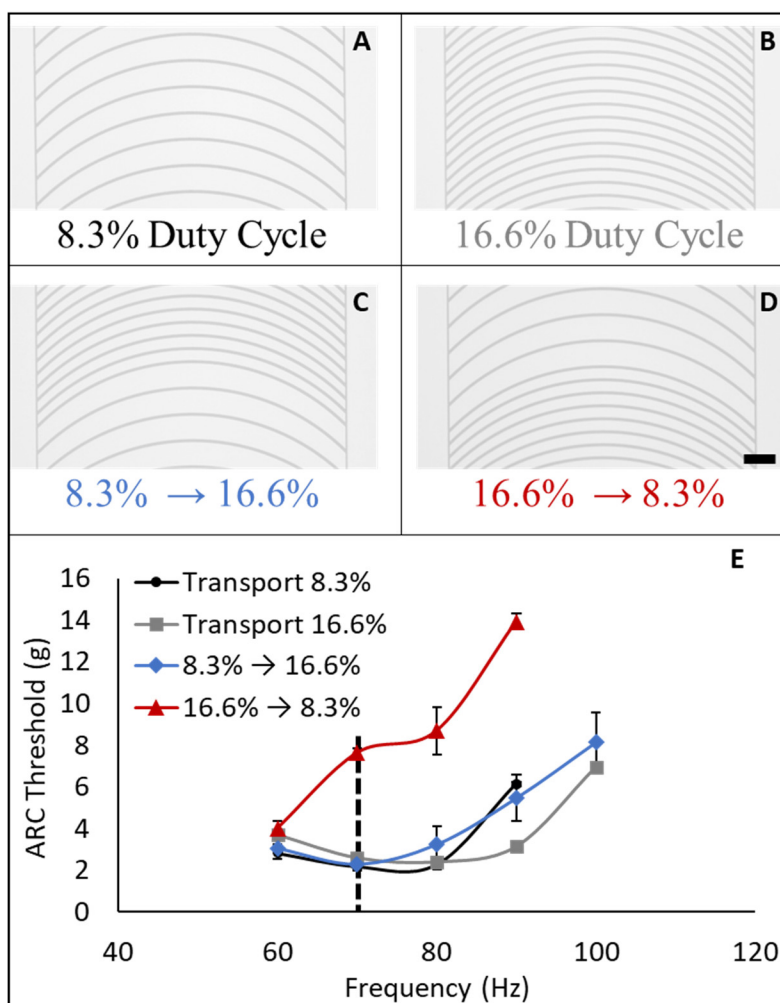 A
8.3% Duty Cycle
B
16.6% Duty Cycle
C
8.3% → 16.6%
D
16.6% → 8.3%
E
16
14
12
10
8
6
4
2
0
ARC Threshold (g)
Transport 8.3%
Transport 16.6%
8.3% → 16.6%
16.6% → 8.3%
40
60
80
100
120
Frequency (Hz)